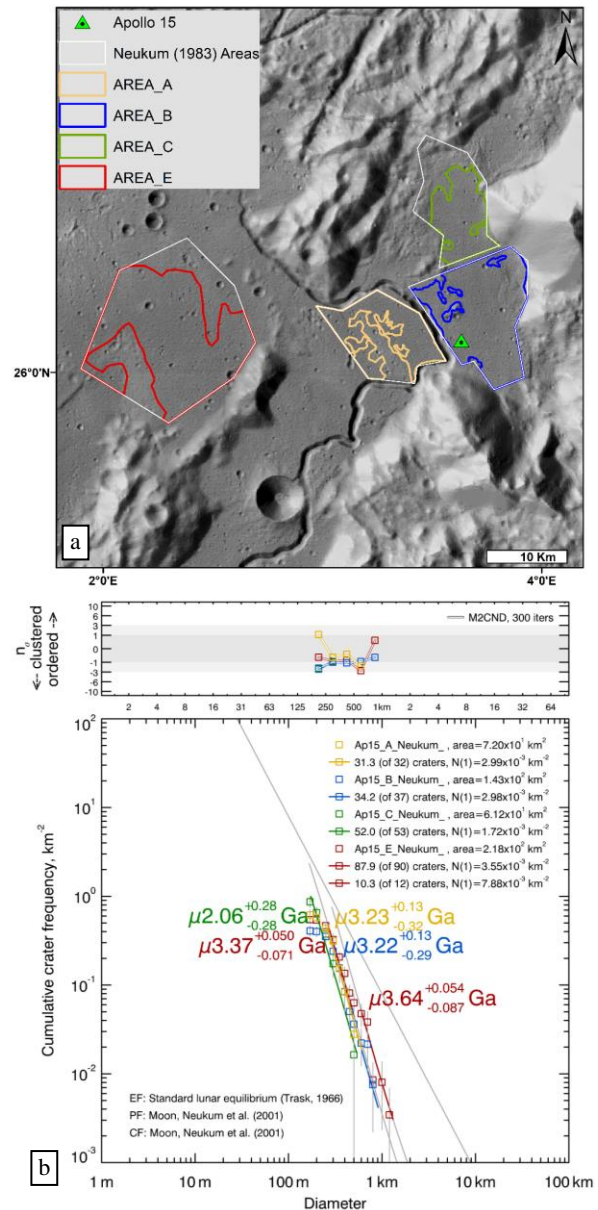 Apollo 15
Neukum (1983) Areas
AREA_A
AREA_B
AREA_C
AREA_E
N
26°0'N
a
10 Km
2°0'E
4°0'E
<-- clustered
ordered -->
nσ
10
6
3
1
0
-1
-3
-6
-10
M2CND, 300 iters
2
4
8
16
31
63
125
250
500
1km
2
4
8
16
32
64
Cumulative crater frequency, km-2
10²
10¹
10⁰
10⁻¹
10⁻²
10⁻³
Ap15_A_Neukum_ , area=7.20x10¹ km²
31.3 (of 32) craters, N(1)=2.99x10⁻³ km⁻²
Ap15_B_Neukum_ , area=1.43x10² km²
34.2 (of 37) craters, N(1)=2.98x10⁻³ km⁻²
Ap15_C_Neukum_ , area=6.12x10¹ km²
52.0 (of 53) craters, N(1)=1.72x10⁻³ km⁻²
Ap15_E_Neukum_ , area=2.18x10² km²
87.9 (of 90) craters, N(1)=3.55x10⁻³ km⁻²
10.3 (of 12) craters, N(1)=7.88x10⁻³ km⁻²
μ2.06 +0.28 -0.28 Ga
μ3.23 +0.13 -0.32 Ga
μ3.37 +0.050 -0.071 Ga
μ3.22 +0.13 -0.29 Ga
μ3.64 +0.054 -0.087 Ga
EF: Standard lunar equilibrium (Trask, 1966)
PF: Moon, Neukum et al. (2001)
CF: Moon, Neukum et al. (2001)
b
1 m
10 m
100 m
1 km
10 km
100 km
Diameter